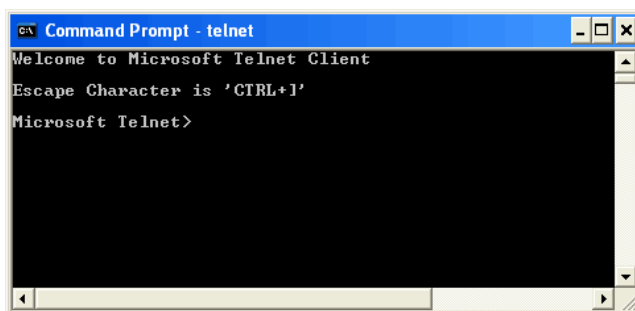 Command Prompt - telnet
Welcome to Microsoft Telnet Client
Escape Character is 'CTRL+]'
Microsoft Telnet>